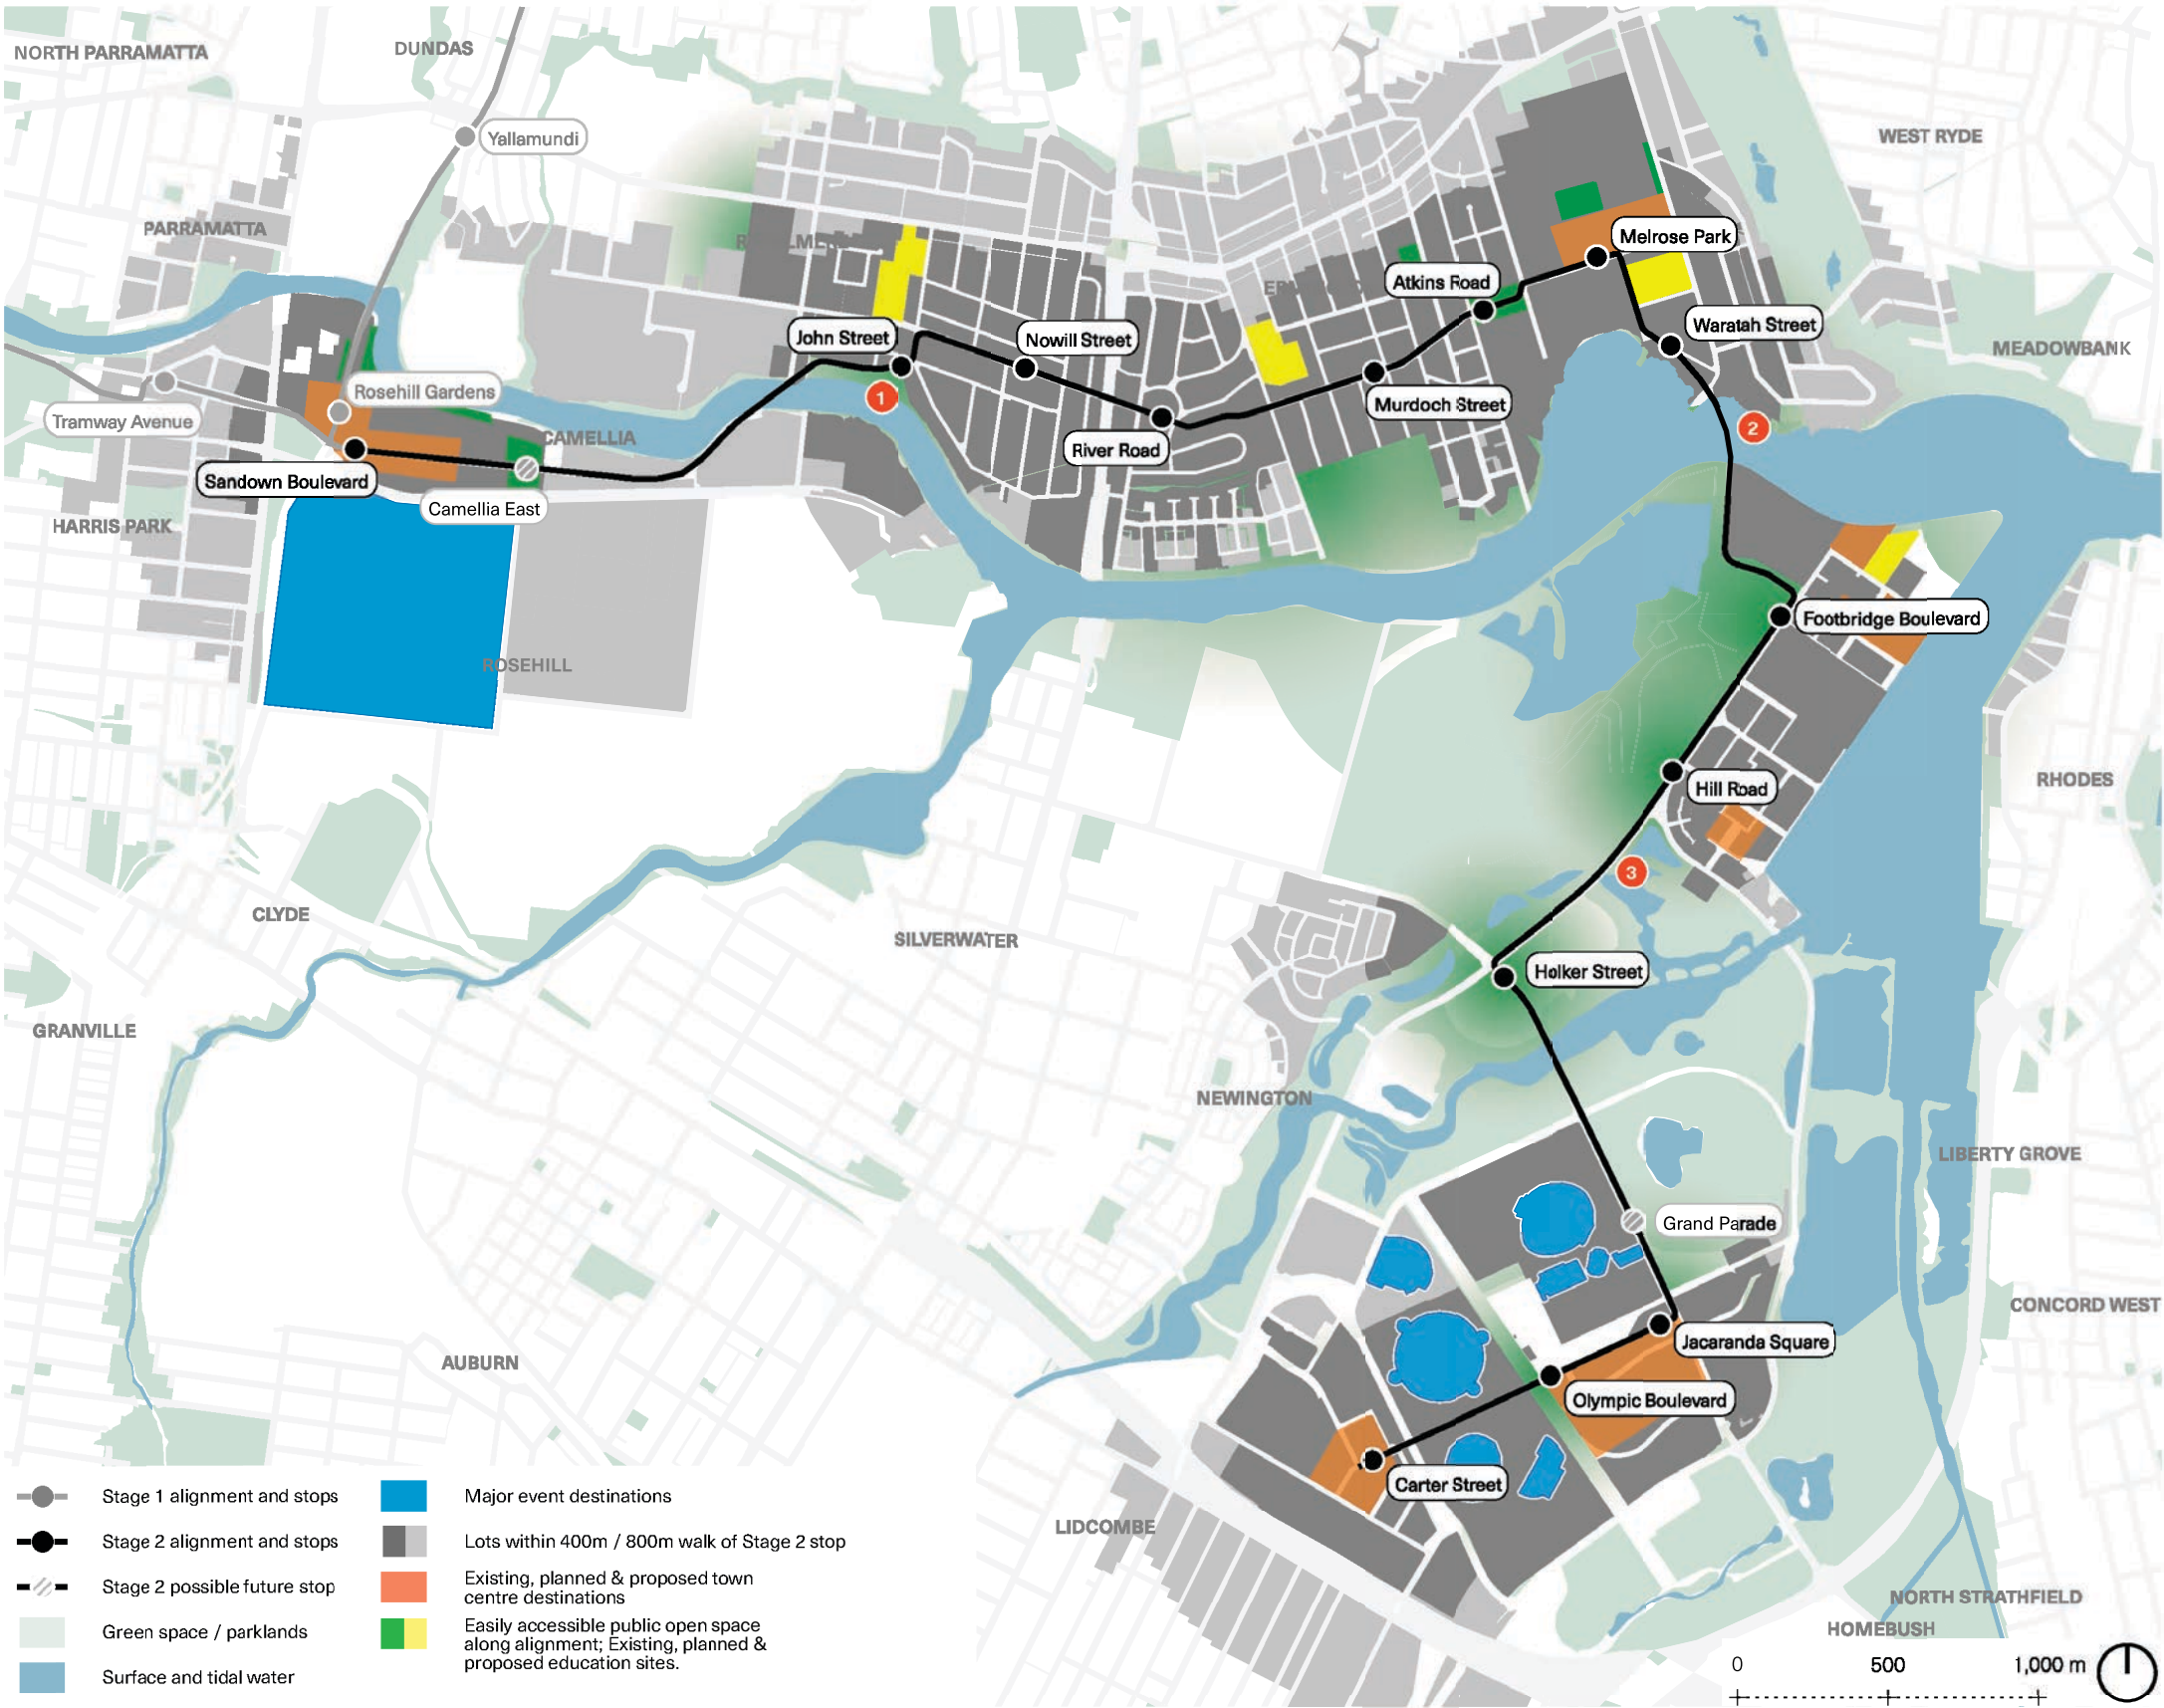 NORTH PARRAMATTA
DUNDAS
Yallamundi
WEST RYDE
PARRAMATTA
Melrose Park
Atkins Road
John Street
Nowill Street
Waratah Street
MEADOWBANK
Rosehill Gardens
1
Murdoch Street
Tramway Avenue
2
CAMELLIA
River Road
Sandown Boulevard
Camellia East
HARRIS PARK
Footbridge Boulevard
ROSEHILL
RHODES
Hill Road
3
CLYDE
SILVERWATER
Holker Street
GRANVILLE
NEWINGTON
LIBERTY GROVE
Grand Parade
CONCORD WEST
Jacaranda Square
AUBURN
Olympic Boulevard
Carter Street
LIDCOMBE
NORTH STRATHFIELD
HOMEBUSH
Stage 1 alignment and stops
Stage 2 alignment and stops
Stage 2 possible future stop
Green space / parklands
Surface and tidal water
Major event destinations
Lots within 400m / 800m walk of Stage 2 stop
Existing, planned & proposed town
centre destinations
Easily accessible public open space
along alignment; Existing, planned &
proposed education sites.
0 500 1,000 m